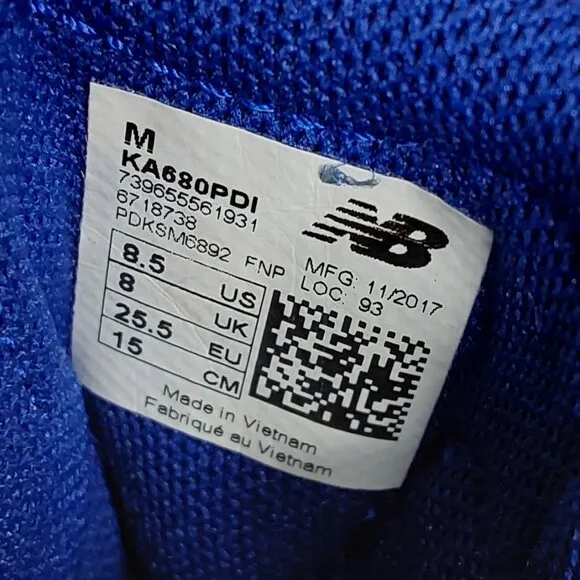 M
KA680PDI
739655561931
6718738
PDKSM6892 FNP
NB
MFG: 11/2017
LOC: 93
8.5 US
8 UK
25.5 EU
15 CM
Made in Vietnam
Fabriqué au Vietnam